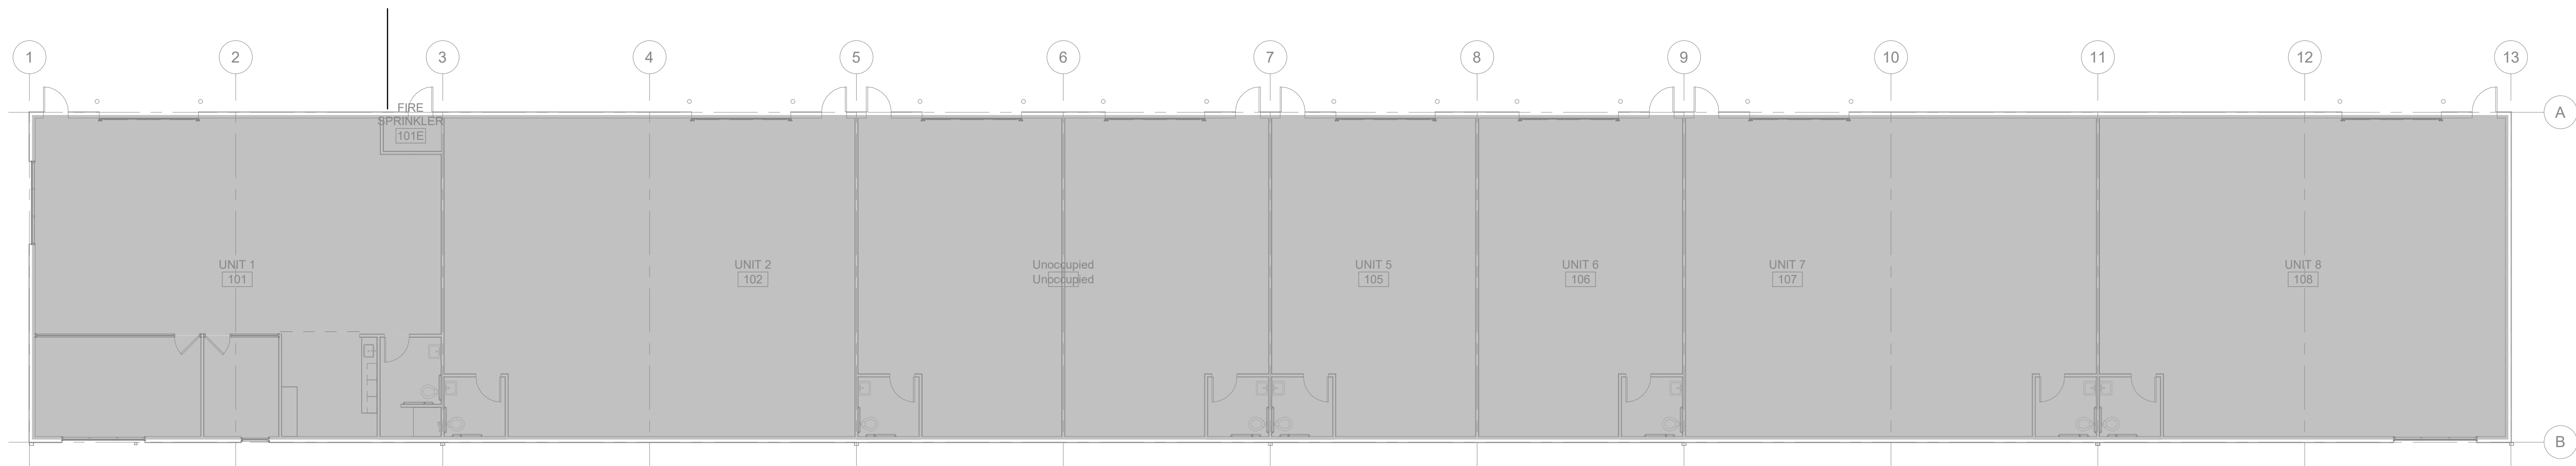 1 2 3 4 5 6 7 8 9 10 11 12 13
A
FIRE
SPRINKLER
101E
UNIT 1
101
UNIT 2
102
Unoccupied
Unoccupied
UNIT 5
105
UNIT 6
106
UNIT 7
107
UNIT 8
108
B